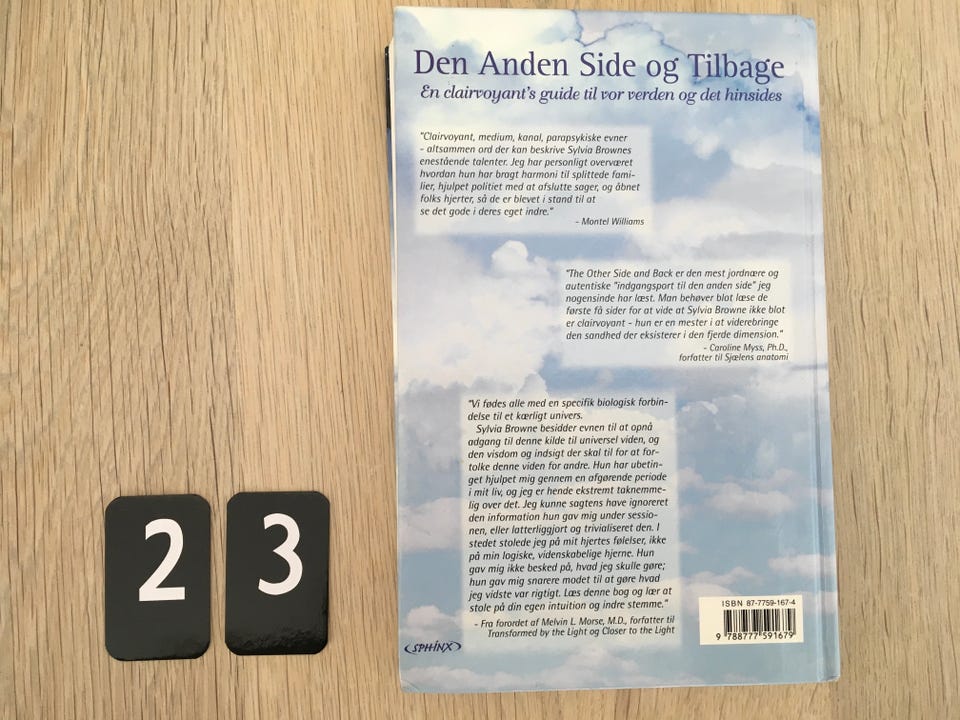 Den Anden Side og Tilbage
En clairvoyant's guide til vor verden og det hinsides
"Clairvoyant, medium, kanal, parapsykiske evner
- altsammen ord der kan beskrive Sylvia Brownes
enestående talenter. Jeg har personligt overværet
hvordan hun har bragt harmoni til splittede fami-
lier, hjulpet politiet med at afslutte sager, og åbnet
folks hjerter, så de er blevet i stand til at
se det gode i deres eget indre."
- Montel Williams
"The Other Side and Back er den mest jordnære og
autentiske "indgangsport til den anden side" jeg
nogensinde har læst. Man behøver blot læse de
første få sider for at vide at Sylvia Browne ikke blot
er clairvoyant - hun er en mester i at viderebringe
den sandhed der eksisterer i den fjerde dimension."
- Caroline Myss, Ph.D.,
forfatter til Sjælens anatomi
"Vi fødes alle med en specifik biologisk forbin-
delse til et kærligt univers.
Sylvia Browne besidder evnen til at opnå
adgang til denne kilde til universel viden, og
den visdom og indsigt der skal til for at for-
tolke denne viden for andre. Hun har ubetin-
get hjulpet mig gennem en afgørende periode
i mit liv, og jeg er hende ekstremt taknemme-
lig over det. Jeg kunne sagtens have ignoreret
den information hun gav mig under sessio-
nen, eller latterliggjort og trivialiseret den. I
stedet stolede jeg på mit hjertes følelser, ikke
på min logiske, videnskabelige hjerne. Hun
gav mig ikke besked på, hvad jeg skulle gøre;
hun gav mig snarere modet til at gøre hvad
jeg vidste var rigtigt. Læs denne bog og lær at
stole på din egen intuition og indre stemme."
- Fra forordet af Melvin L. Morse, M.D., forfatter til
Transformed by the Light og Closer to the Light
SPHINX
ISBN 87-7759-167-4
9 788777 591679
2 3